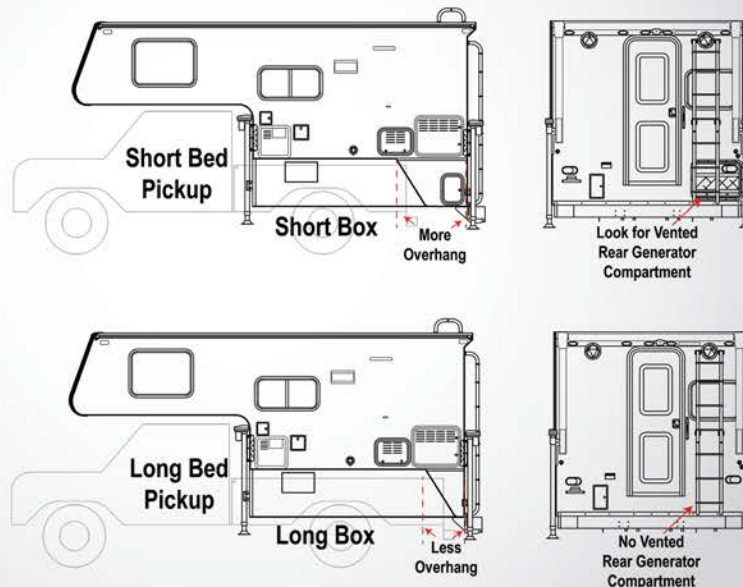 Short Bed
Pickup
Short Box
More
Overhang
Look for Vented
Rear Generator
Compartment
Long Bed
Pickup
Long Box
Less
Overhang
No Vented
Rear Generator
Compartment